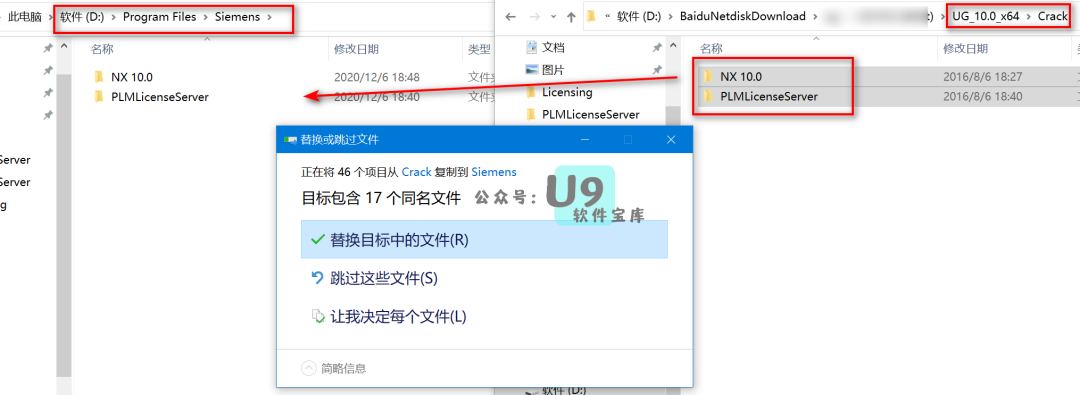 此电脑 > 软件 (D:) > Program Files > Siemens >
名称 修改日期 类型
NX 10.0 2020/12/6 18:48 文件夹
PLMLicenseServer 2020/12/6 18:40 文件夹
Server
Server
软件 (D:) > BaiduNetdiskDownload > UG_10.0_x64 > Crack
文档
图片
Licensing
PLMLicenseServer
名称 修改日期
NX 10.0 2016/8/6 18:27
PLMLicenseServer 2016/8/6 18:40
替换或跳过文件
正在将 46 个项目从 Crack 复制到 Siemens
目标包含 17 个同名文件
公众号:U9
软件宝库
替换目标中的文件(R)
跳过这些文件(S)
让我决定每个文件(L)
简略信息
软件 (D:)